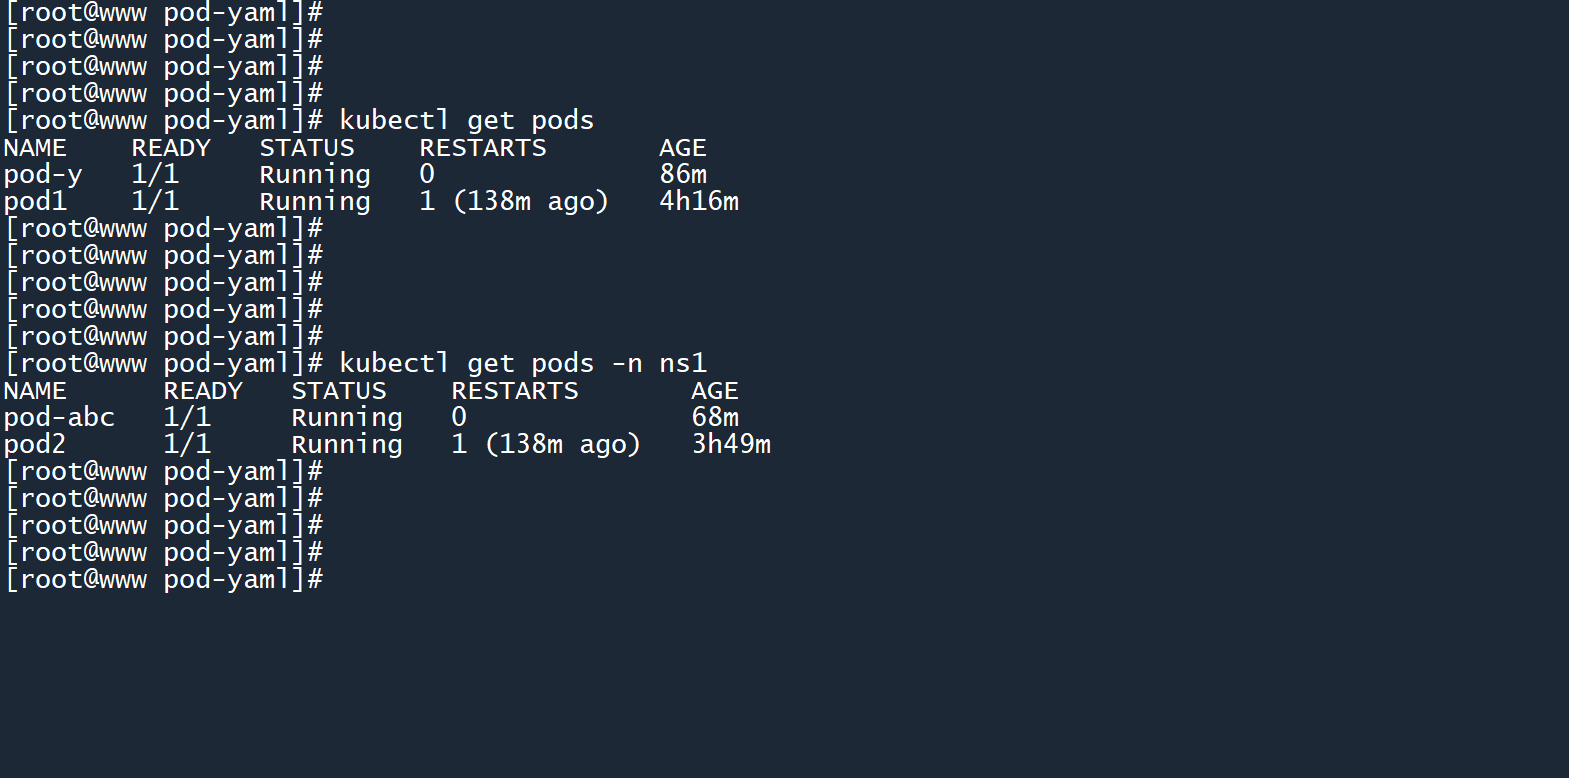 [root@www pod-yaml]#
[root@www pod-yaml]#
[root@www pod-yaml]#
[root@www pod-yaml]#
[root@www pod-yaml]# kubectl get pods
NAME    READY   STATUS    RESTARTS       AGE
pod-y   1/1     Running   0              86m
pod1    1/1     Running   1 (138m ago)   4h16m
[root@www pod-yaml]#
[root@www pod-yaml]#
[root@www pod-yaml]#
[root@www pod-yaml]#
[root@www pod-yaml]#
[root@www pod-yaml]# kubectl get pods -n ns1
NAME      READY   STATUS    RESTARTS       AGE
pod-abc   1/1     Running   0              68m
pod2      1/1     Running   1 (138m ago)   3h49m
[root@www pod-yaml]#
[root@www pod-yaml]#
[root@www pod-yaml]#
[root@www pod-yaml]#
[root@www pod-yaml]#